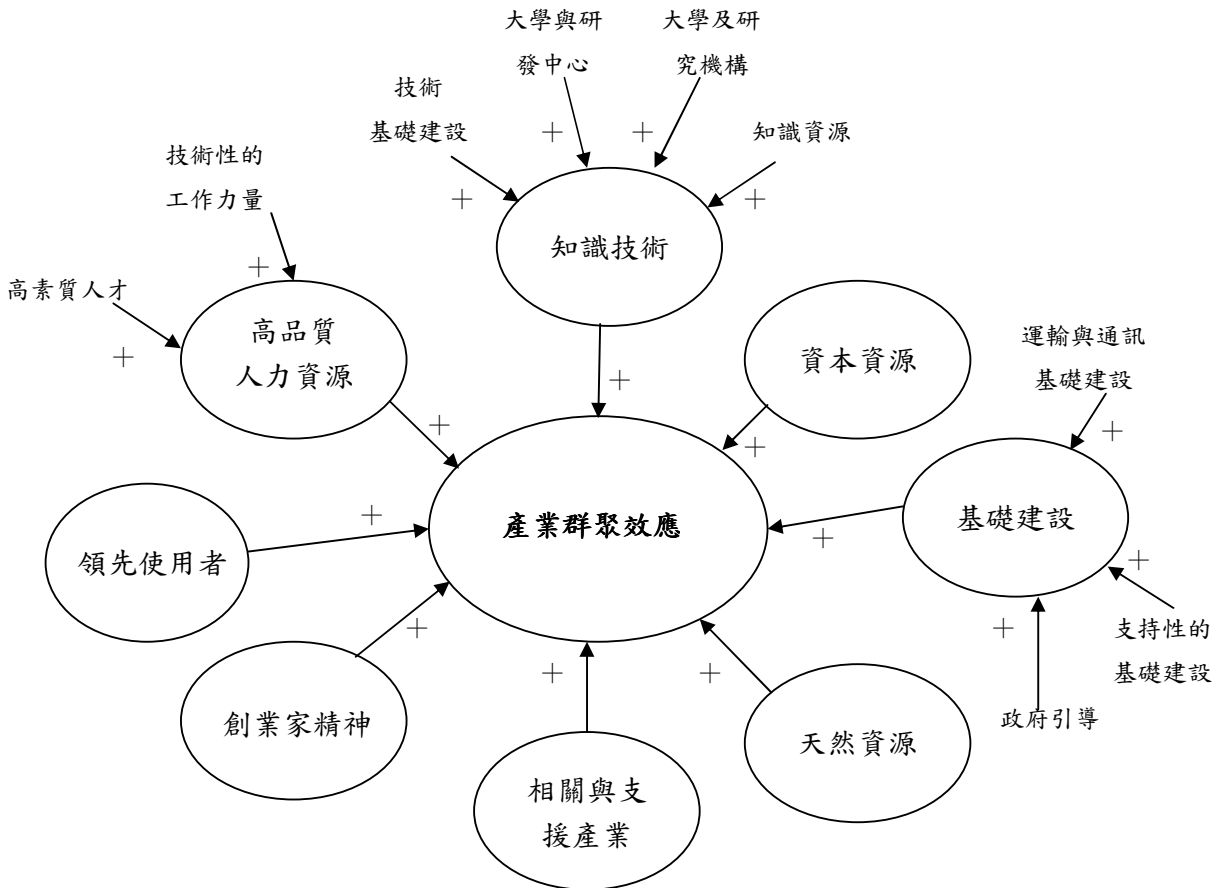 大學與研
發中心
大學及研
究機構
技術
基礎建設
知識資源
技術性的
工作力量
高素質人才
+
+
+
+
+
+
知識技術
高品質
人力資源
資本資源
運輸與通訊
基礎建設
+
+
+
+
產業群聚效應
基礎建設
領先使用者
+
+
+
+
+
支持性的
基礎建設
政府引導
+
+
創業家精神
天然資源
相關與支
援產業